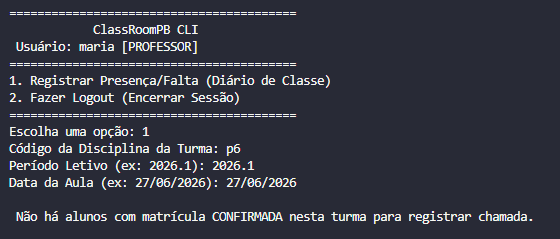 =========================================
ClassRoomPB CLI
Usuário: maria [PROFESSOR]
=========================================
1. Registrar Presença/Falta (Diário de Classe)
2. Fazer Logout (Encerrar Sessão)
=========================================
Escolha uma opção: 1
Código da Disciplina da Turma: p6
Período Letivo (ex: 2026.1): 2026.1
Data da Aula (ex: 27/06/2026): 27/06/2026
Não há alunos com matrícula CONFIRMADA nesta turma para registrar chamada.